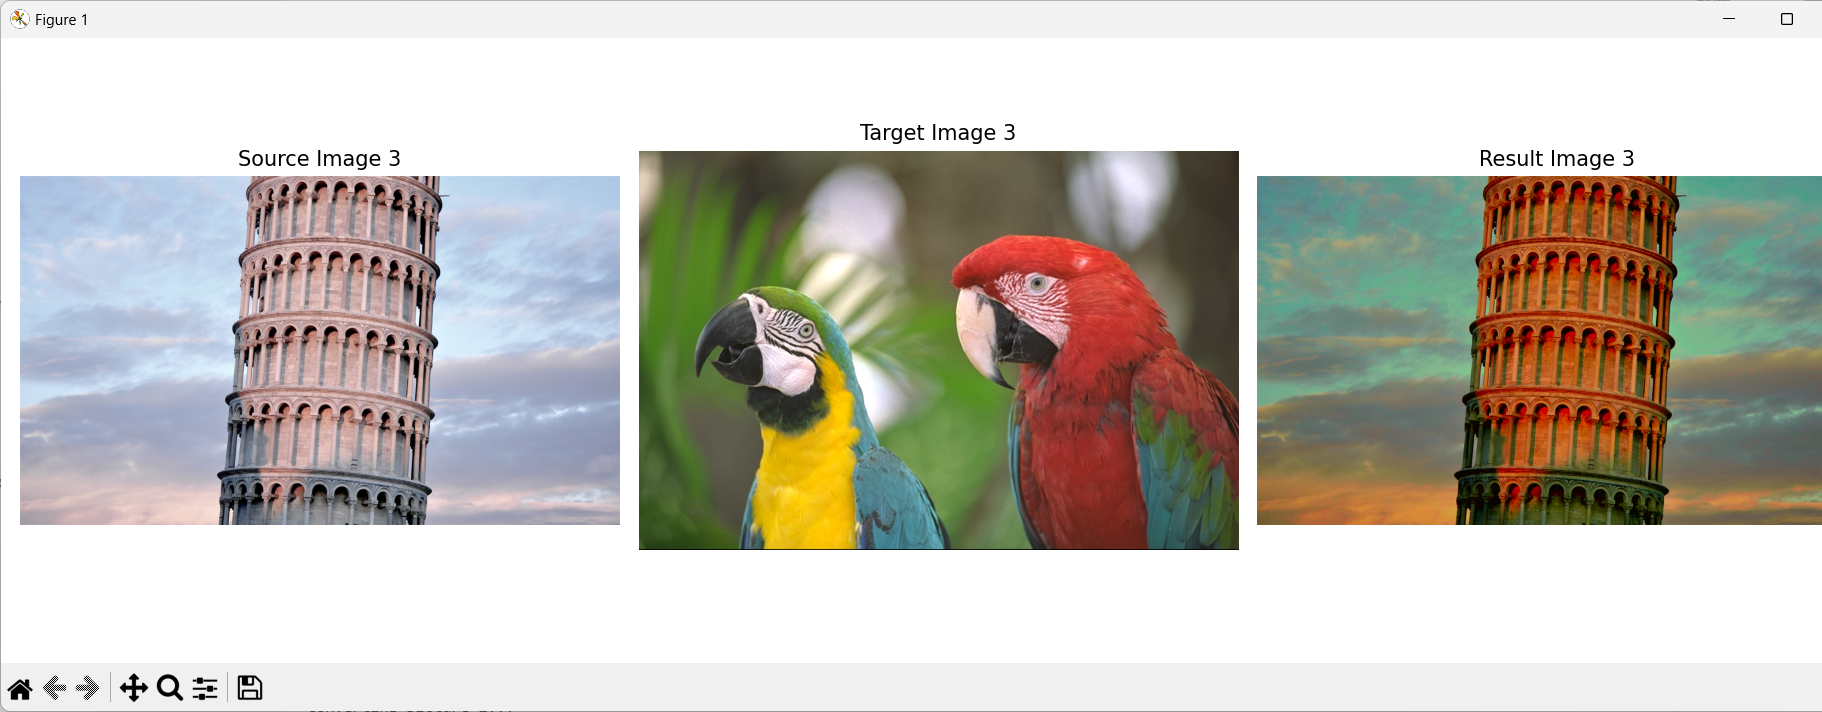 Figure 1
Source Image 3
Target Image 3
Result Image 3